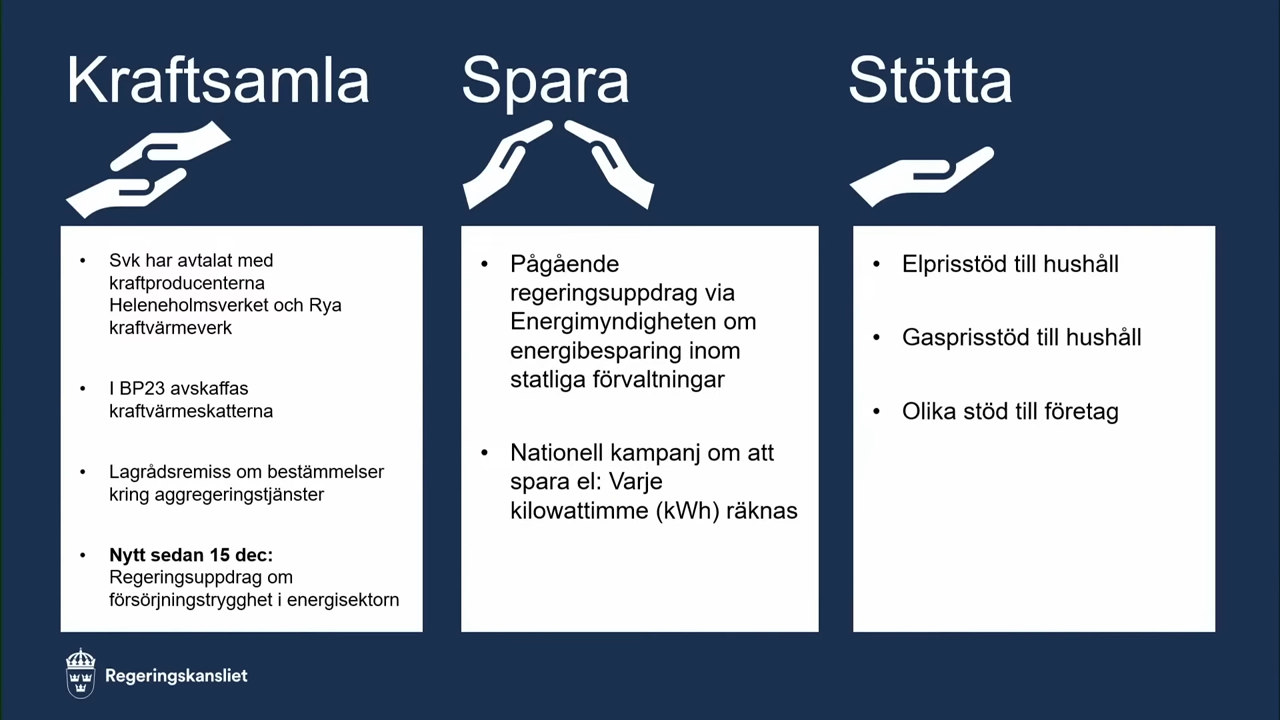 Kraftsamla
Spara
Stötta
• Svk har avtalat med
kraftproducenterna
Heleneholmsverket och Rya
kraftvärmeverk
• I BP23 avskaffas
kraftvärmeskatterna
• Lagrådsremiss om bestämmelser
kring aggregeringstjänster
• Nytt sedan 15 dec:
Regeringsuppdrag om
försörjningstrygghet i energisektorn
• Pågående
regeringsuppdrag via
Energimyndigheten om
energibesparing inom
statliga förvaltningar
• Nationell kampanj om att
spara el: Varje
kilowattimme (kWh) räknas
• Elprisstöd till hushåll
• Gasprisstöd till hushåll
• Olika stöd till företag
Regeringskansliet